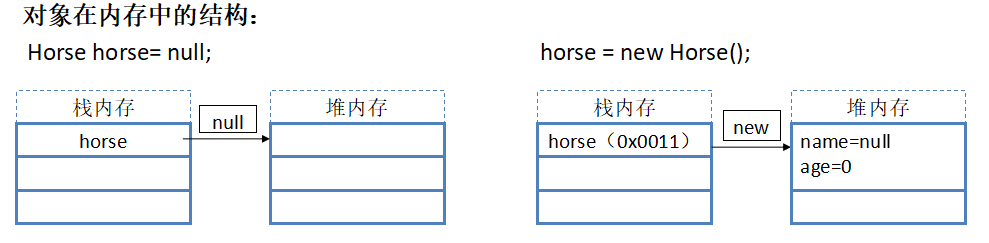 对象在内存中的结构：
Horse horse= null;
栈内存
null
堆内存
horse
horse = new Horse();
栈内存
new
堆内存
horse（0x0011）
name=null
age=0